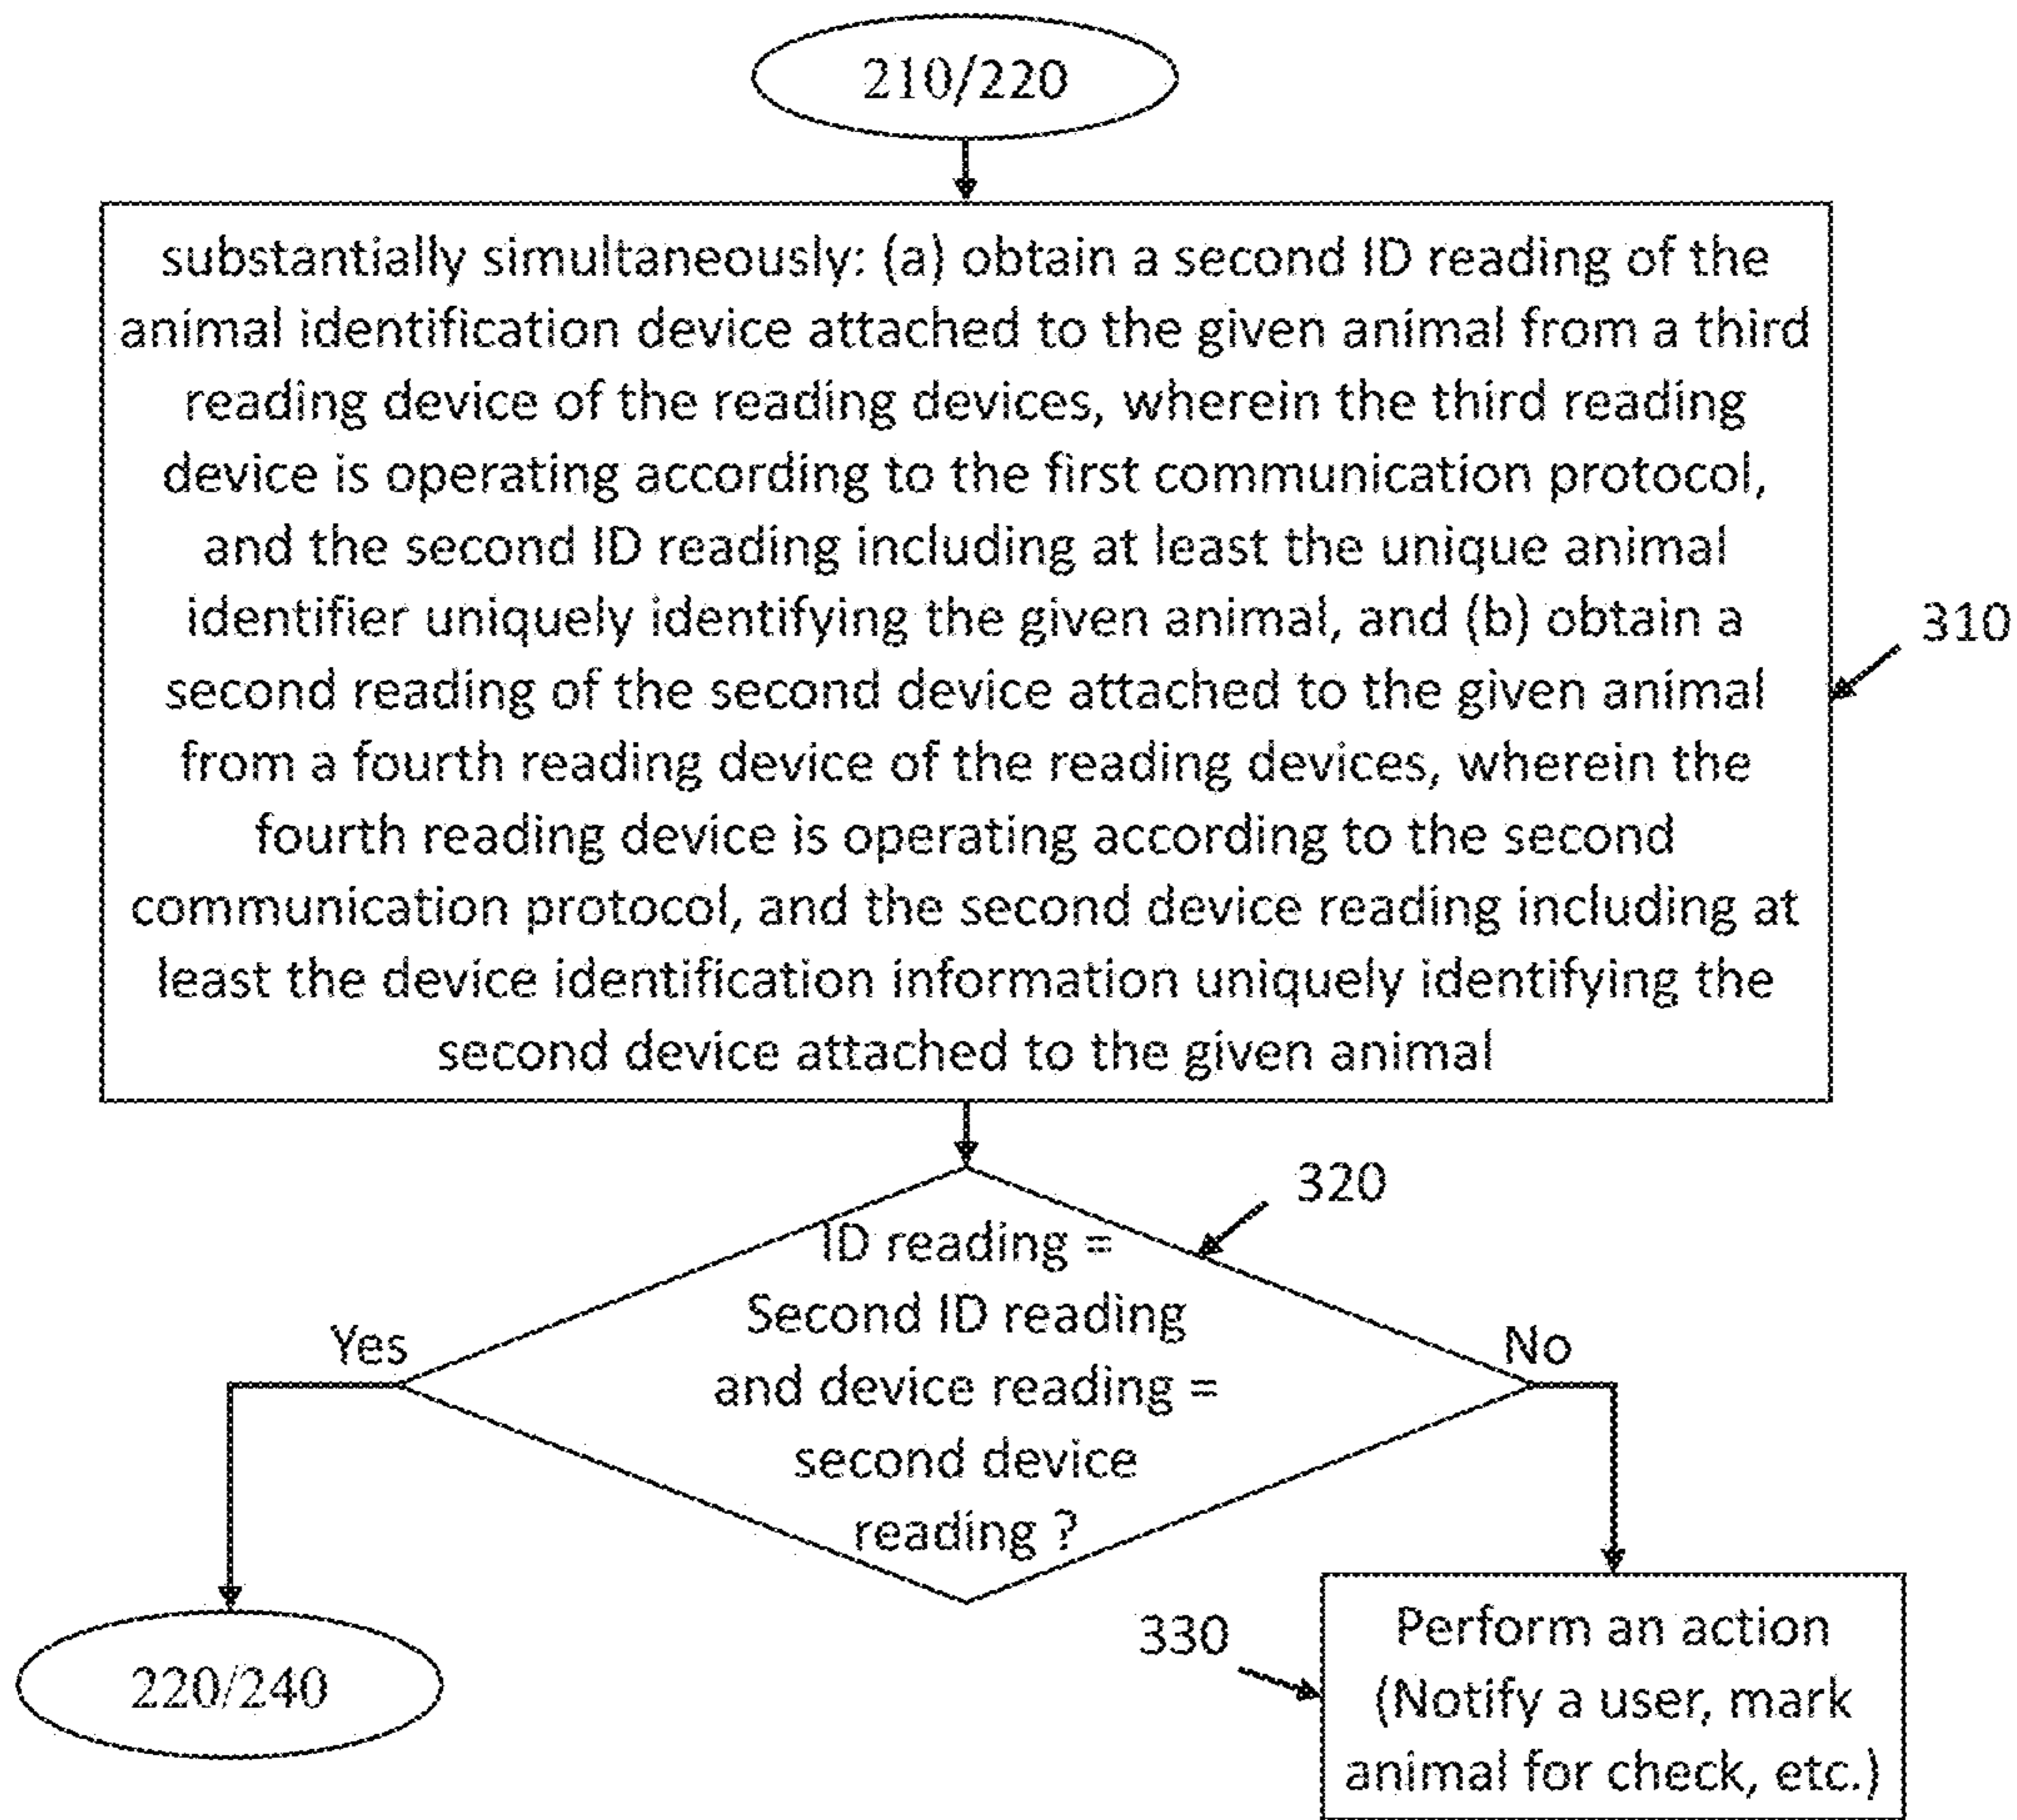 210/220
substantially simultaneously: (a) obtain a second ID reading of the
animal identification device attached to the given animal from a third
reading device of the reading devices, wherein the third reading
device is operating according to the first communication protocol,
and the second ID reading including at least the unique animal
identifier uniquely identifying the given animal, and (b) obtain a
second reading of the second device attached to the given animal
from a fourth reading device of the reading devices, wherein the
fourth reading device is operating according to the second
communication protocol, and the second device reading including at
least the device identification information uniquely identifying the
second device attached to the given animal
310
320
ID reading =
Second ID reading
and device reading =
second device
reading ?
Yes
No
220/240
330
Perform an action
(Notify a user, mark
animal for check, etc.)